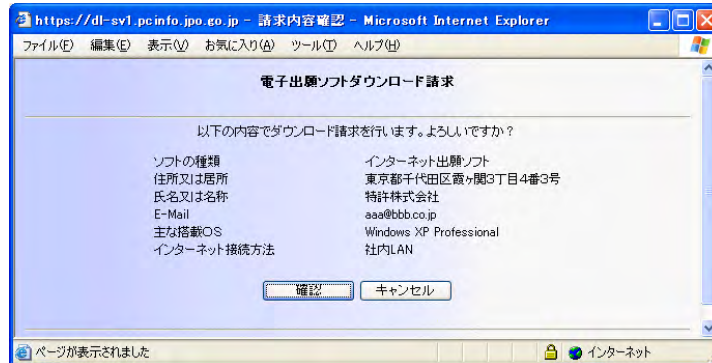 https://dl-sv1.pcinfo.jpo.go.jp - 請求内容確認 - Microsoft Internet Explorer
ファイル(F) 編集(E) 表示(V) お気に入り(A) ツール(T) ヘルプ(H)
電子出願ソフトダウンロード請求
以下の内容でダウンロード請求を行います。よろしいですか?
ソフトの種類 インターネット出願ソフト
住所又は居所 東京都千代田区霞ヶ関3丁目4番3号
氏名又は名称 特許株式会社
E-Mail aaa@bbb.co.jp
主な搭載OS Windows XP Professional
インターネット接続方法 社内LAN
確認 キャンセル
ページが表示されました インターネット